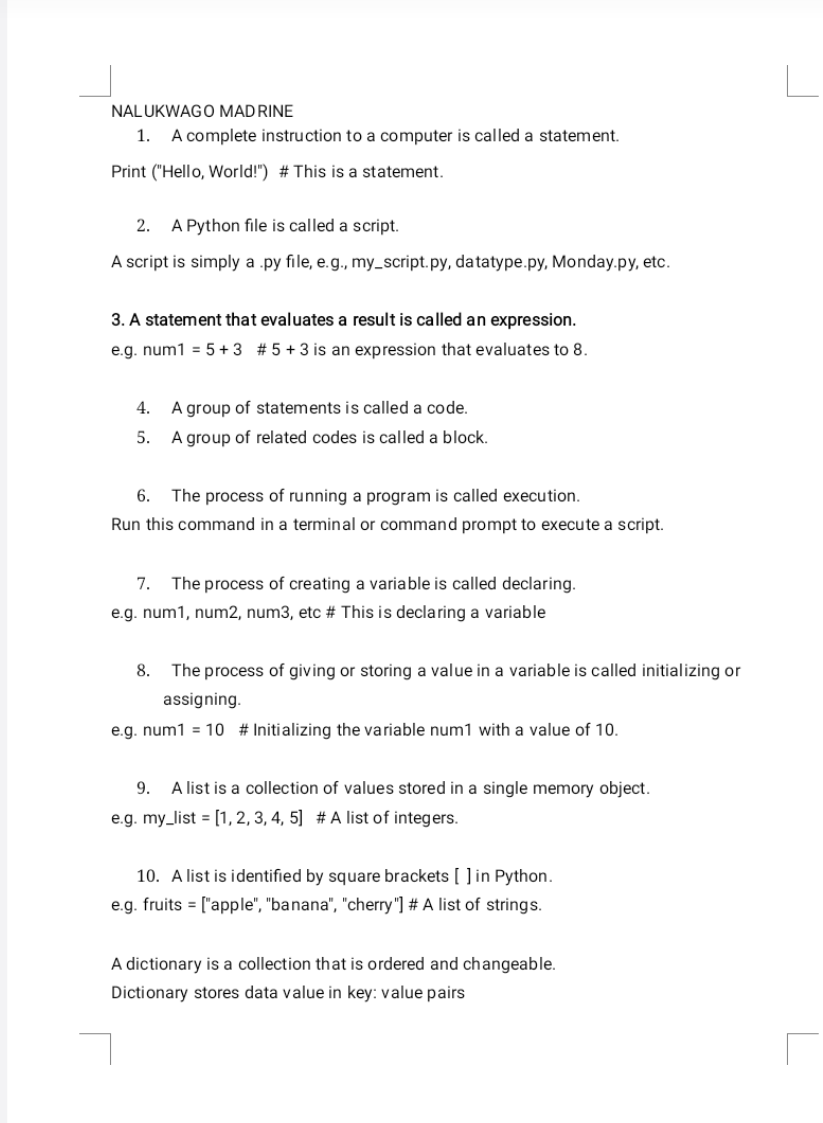 NALUKWAGO MADRINE
1. A complete instruction to a computer is called a statement.
Print ("Hello, World!") # This is a statement.
2. A Python file is called a script.
A script is simply a .py file, e.g., my_script.py, datatype.py, Monday.py, etc.
3. A statement that evaluates a result is called an expression.
e.g. num1 = 5 + 3 # 5 + 3 is an expression that evaluates to 8.
4. A group of statements is called a code.
5. A group of related codes is called a block.
6. The process of running a program is called execution.
Run this command in a terminal or command prompt to execute a script.
7. The process of creating a variable is called declaring.
e.g. num1, num2, num3, etc # This is declaring a variable
8. The process of giving or storing a value in a variable is called initializing or
assigning.
e.g. num1 = 10 # Initializing the variable num1 with a value of 10.
9. A list is a collection of values stored in a single memory object.
e.g. my_list = [1, 2, 3, 4, 5] # A list of integers.
10. A list is identified by square brackets [ ] in Python.
e.g. fruits = ["apple", "banana", "cherry"] # A list of strings.
A dictionary is a collection that is ordered and changeable.
Dictionary stores data value in key: value pairs